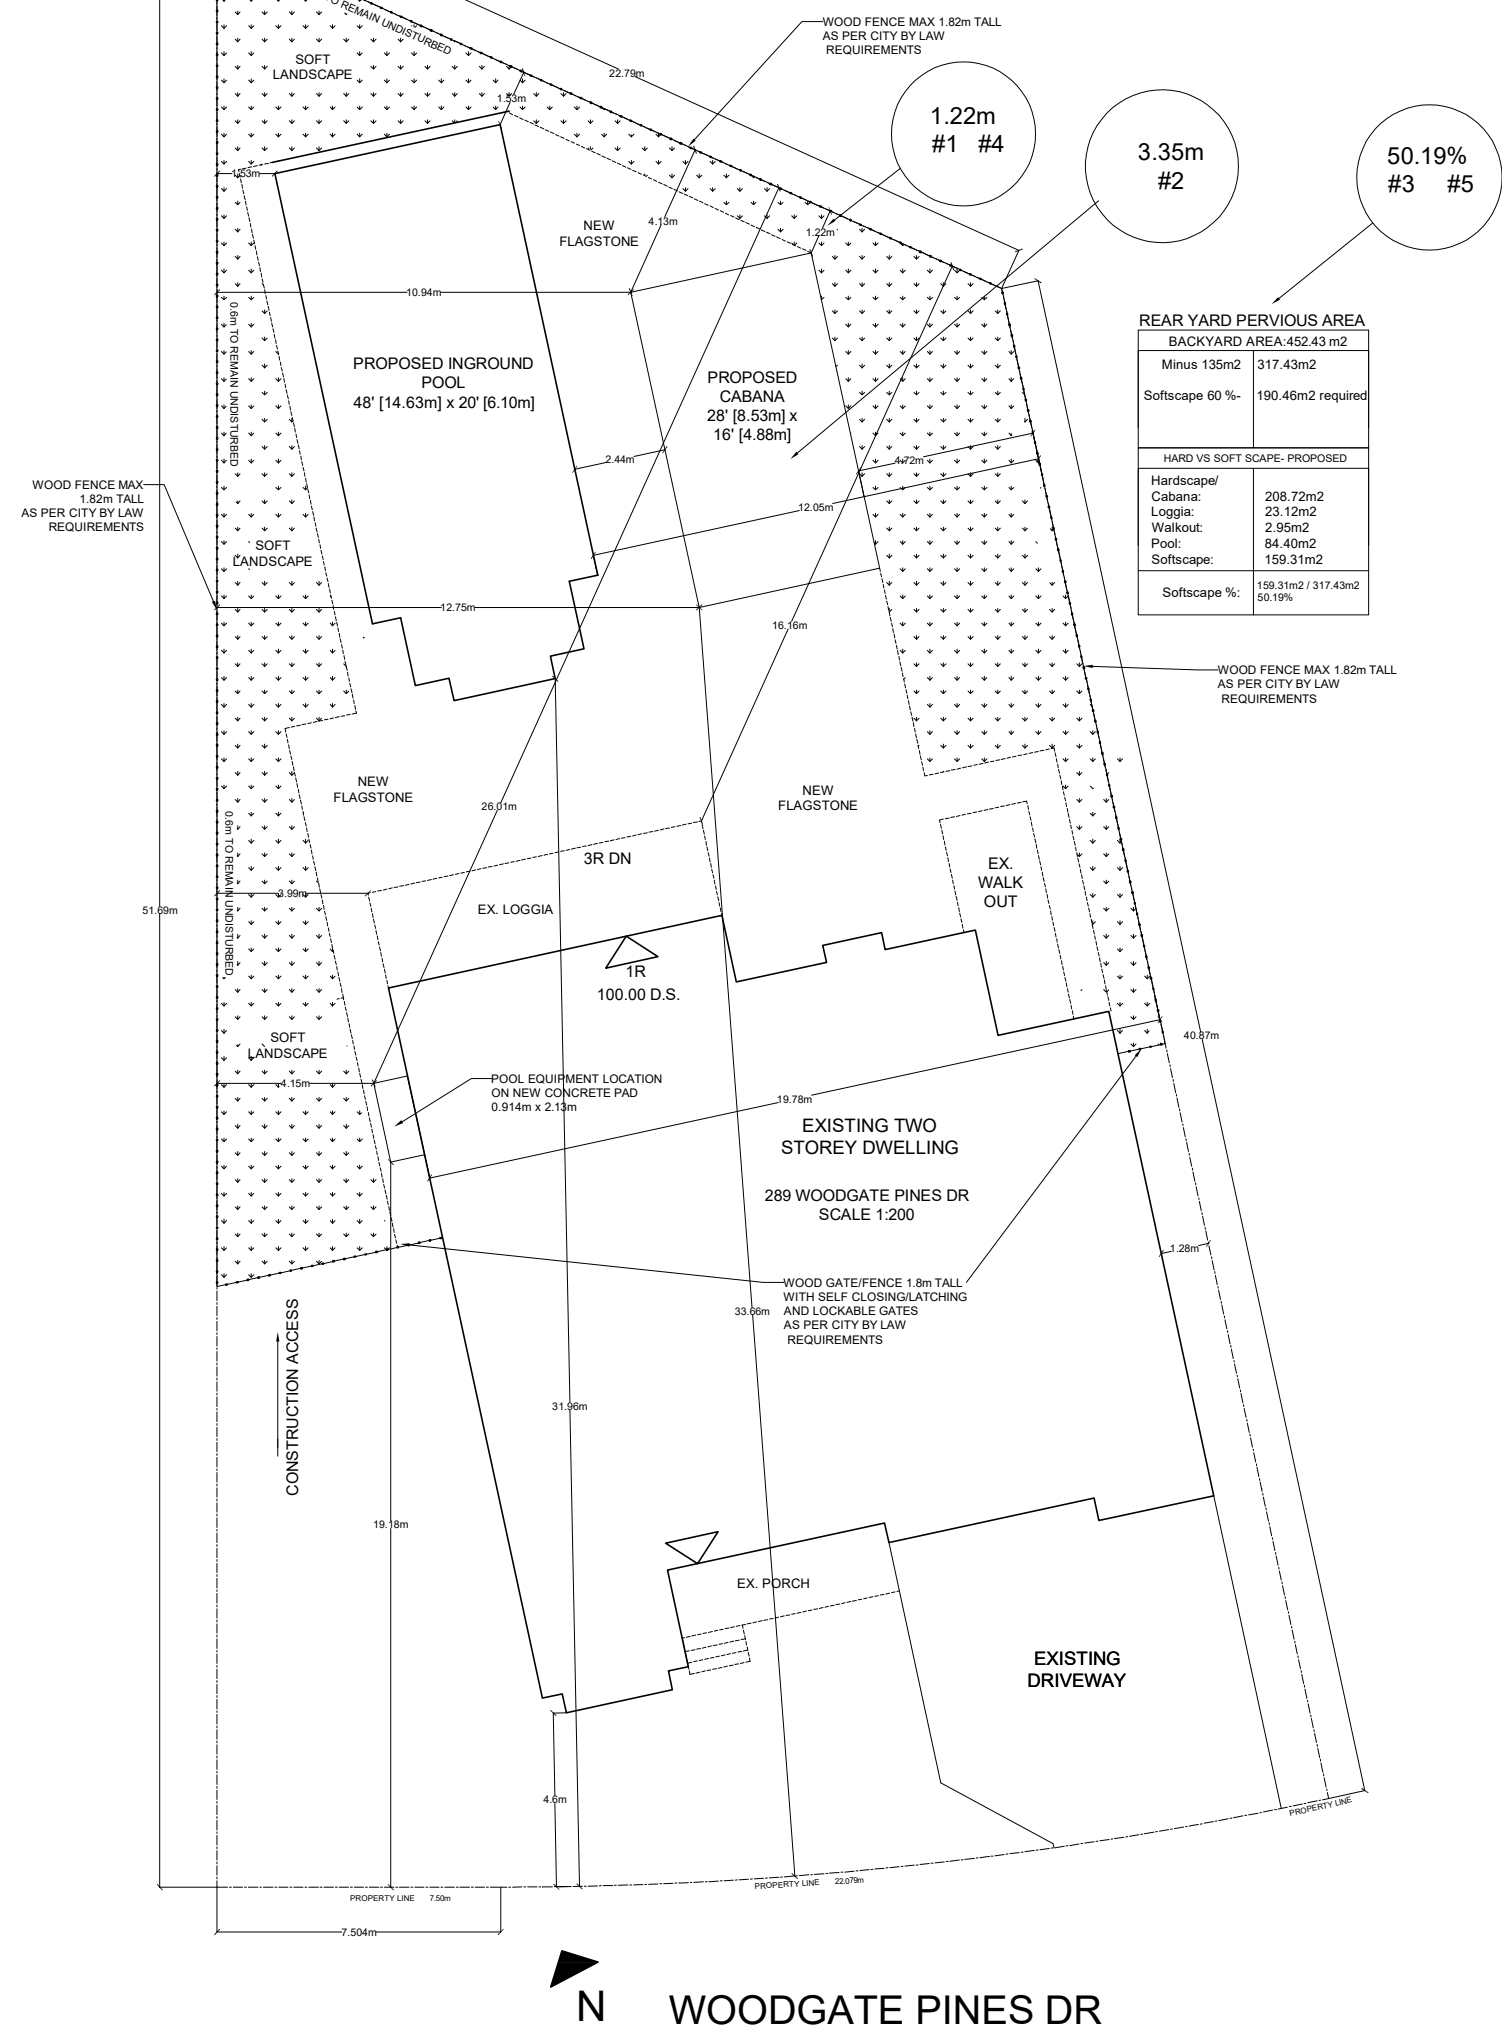 TO REMAIN UNDISTURBED
SOFT
LANDSCAPE
22.79m
WOOD FENCE MAX 1.82m TALL
AS PER CITY BY LAW
REQUIREMENTS
1.53m
1.22m
#1 #4
3.35m
#2
50.19%
#3 #5
1.53m
NEW
FLAGSTONE
4.13m
1.22m
10.94m
0.6m TO REMAIN UNDISTURBED
PROPOSED INGROUND
POOL
48' [14.63m] x 20' [6.10m]
PROPOSED
CABANA
28' [8.53m] x
16' [4.88m]
REAR YARD PERVIOUS AREA
BACKYARD AREA:452.43 m2
Minus 135m2 317.43m2
Softscape 60 %- 190.46m2 required
HARD VS SOFT SCAPE- PROPOSED
Hardscape/
Cabana: 208.72m2
Loggia: 23.12m2
Walkout: 2.95m2
Pool: 84.40m2
Softscape: 159.31m2
Softscape %: 159.31m2 / 317.43m2
50.19%
2.44m
4.72m
12.05m
WOOD FENCE MAX
1.82m TALL
AS PER CITY BY LAW
REQUIREMENTS
SOFT
LANDSCAPE
12.75m
16.16m
WOOD FENCE MAX 1.82m TALL
AS PER CITY BY LAW
REQUIREMENTS
NEW
FLAGSTONE
26.01m
NEW
FLAGSTONE
0.6m TO REMAIN UNDISTURBED
3R DN
EX.
WALK
OUT
3.99m
EX. LOGGIA
51.69m
1R
100.00 D.S.
SOFT
LANDSCAPE
40.87m
4.15m
POOL EQUIPMENT LOCATION
ON NEW CONCRETE PAD
0.914m x 2.13m
19.78m
EXISTING TWO
STOREY DWELLING
289 WOODGATE PINES DR
SCALE 1:200
1.28m
WOOD GATE/FENCE 1.8m TALL
WITH SELF CLOSING/LATCHING
AND LOCKABLE GATES
AS PER CITY BY LAW
REQUIREMENTS
33.66m
CONSTRUCTION ACCESS
31.96m
19.18m
EX. PORCH
EXISTING
DRIVEWAY
4.6m
PROPERTY LINE
PROPERTY LINE 22.079m
PROPERTY LINE 7.50m
7.504m
N
WOODGATE PINES DR